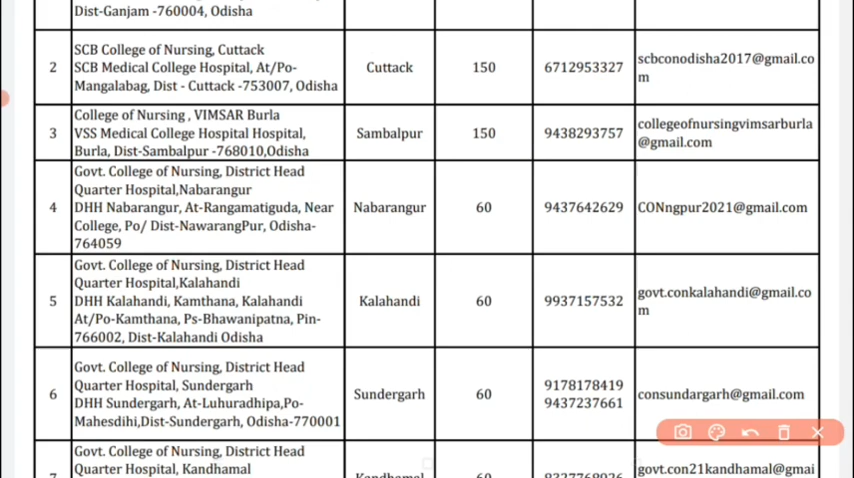 Dist-Ganjam -760004, Odisha
2
SCB College of Nursing, Cuttack
SCB Medical College Hospital, At/Po-
Mangalabag, Dist - Cuttack -753007, Odisha
Cuttack
150
6712953327
scbconodisha2017@gmail.co
m
3
College of Nursing , VIMSAR Burla
VSS Medical College Hospital Hospital,
Burla, Dist-Sambalpur -768010,Odisha
Sambalpur
150
9438293757
collegeofnursingvimsarburla
@gmail.com
4
Govt. College of Nursing, District Head
Quarter Hospital,Nabarangur
DHH Nabarangur, At-Rangamatiguda, Near
College, Po/ Dist-NawarangPur, Odisha-
764059
Nabarangur
60
9437642629
CONngpur2021@gmail.com
5
Govt. College of Nursing, District Head
Quarter Hospital,Kalahandi
DHH Kalahandi, Kamthana, Kalahandi
At/Po-Kamthana, Ps-Bhawanipatna, Pin-
766002, Dist-Kalahandi Odisha
Kalahandi
60
9937157532
govt.conkalahandi@gmail.co
m
6
Govt. College of Nursing, District Head
Quarter Hospital, Sundergarh
DHH Sundergarh, At-Luhuradhipa,Po-
Mahesdihi,Dist-Sundergarh, Odisha-770001
Sundergarh
60
9178178419
9437237661
consundargarh@gmail.com
7
Govt. College of Nursing, District Head
Quarter Hospital, Kandhamal
Kandhamal
60
govt.con21kandhamal@gmai